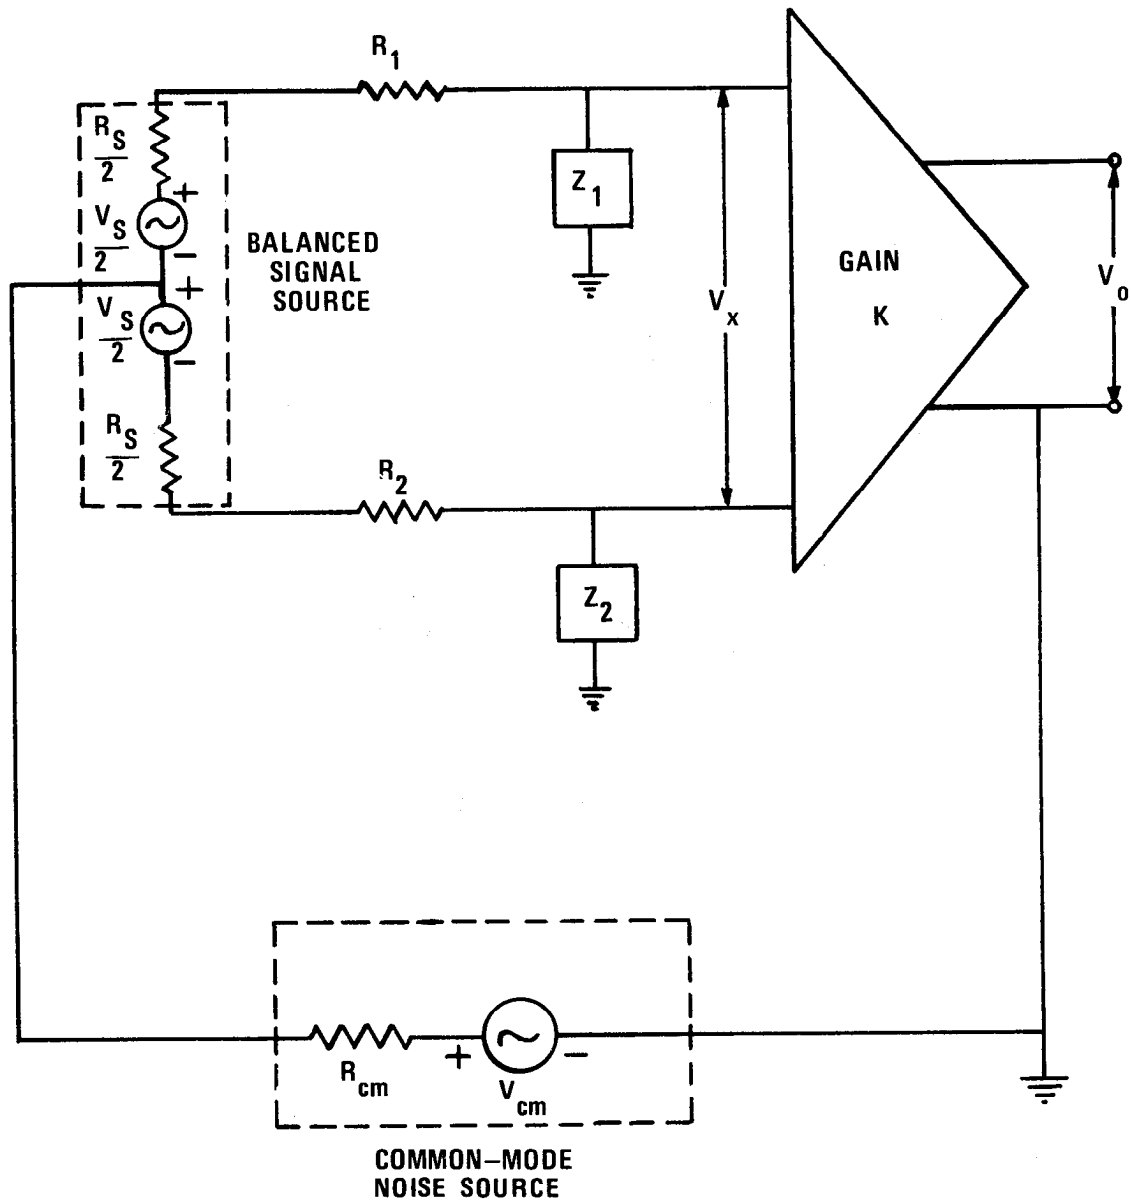 R1
RS
2
+
VS
2
−
BALANCED
SIGNAL
SOURCE
+
VS
2
−
RS
2
R2
Z1
Z2
Vx
GAIN
K
Vo
Rcm
+
−
Vcm
COMMON–MODE
NOISE SOURCE